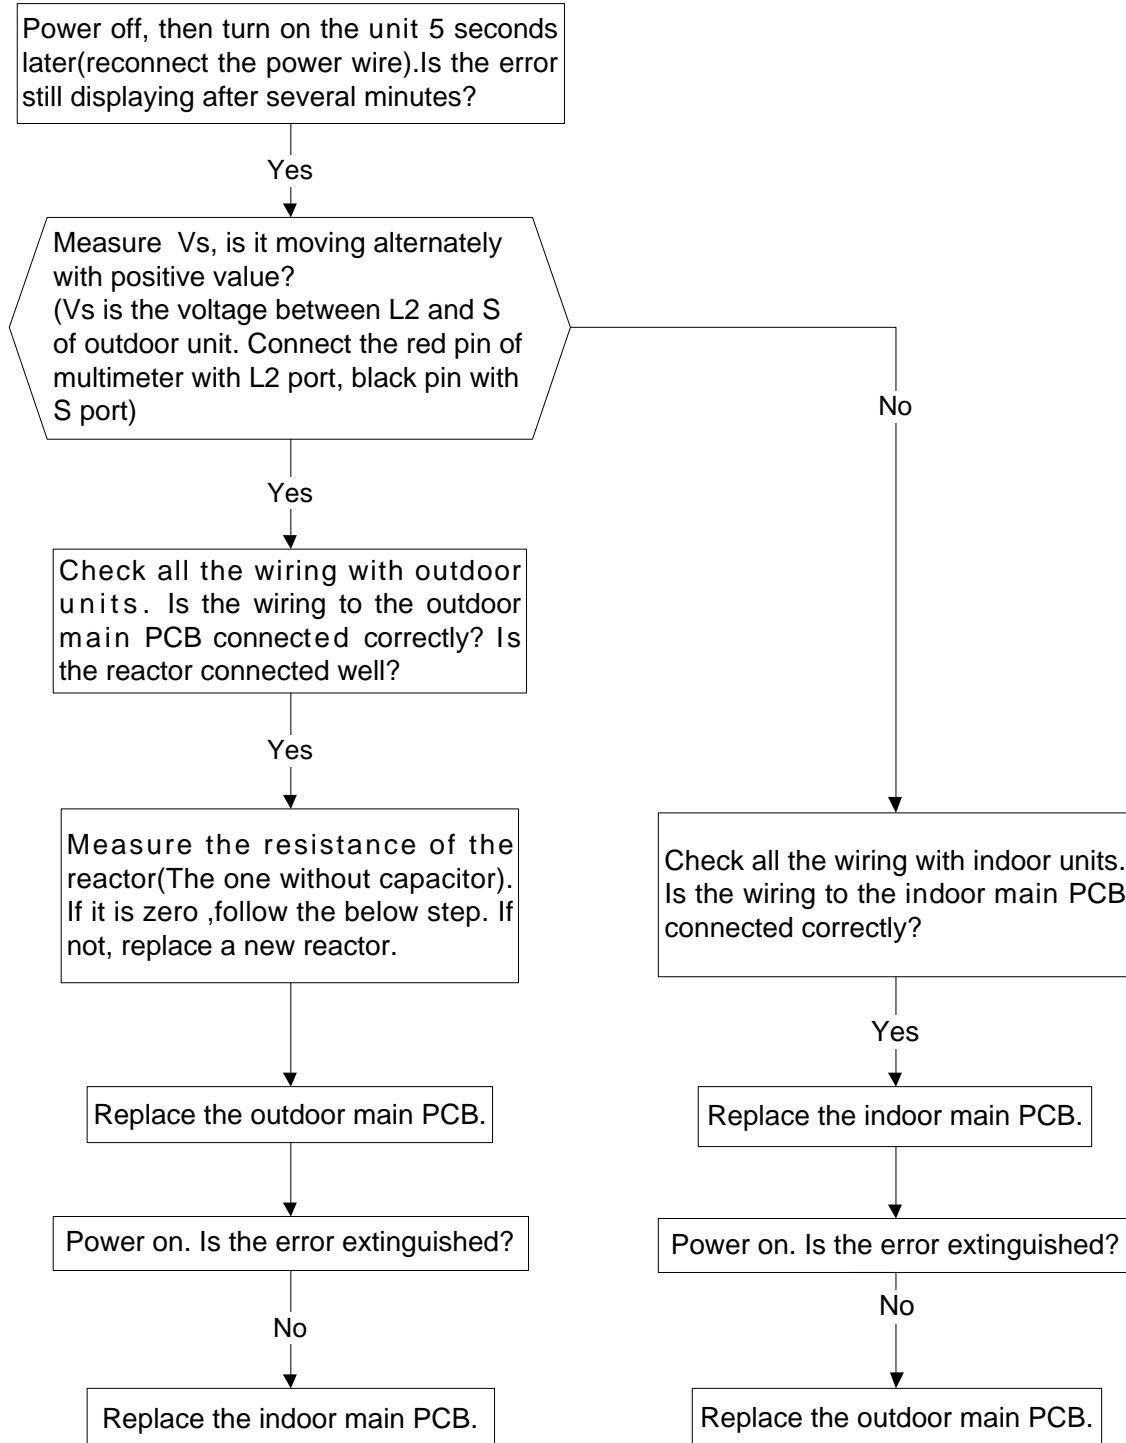 Power off, then turn on the unit 5 seconds
later(reconnect the power wire).Is the error
still displaying after several minutes?
Yes
Measure Vs, is it moving alternately
with positive value?
(Vs is the voltage between L2 and S
of outdoor unit. Connect the red pin of
multimeter with L2 port, black pin with
S port)
No
Yes
Check all the wiring with outdoor
units. Is the wiring to the outdoor
main PCB connected correctly? Is
the reactor connected well?
Yes
Measure the resistance of the
reactor(The one without capacitor).
If it is zero ,follow the below step. If
not, replace a new reactor.
Check all the wiring with indoor units.
Is the wiring to the indoor main PCB
connected correctly?
Yes
Replace the outdoor main PCB.
Replace the indoor main PCB.
Power on. Is the error extinguished?
Power on. Is the error extinguished?
No
No
Replace the indoor main PCB.
Replace the outdoor main PCB.